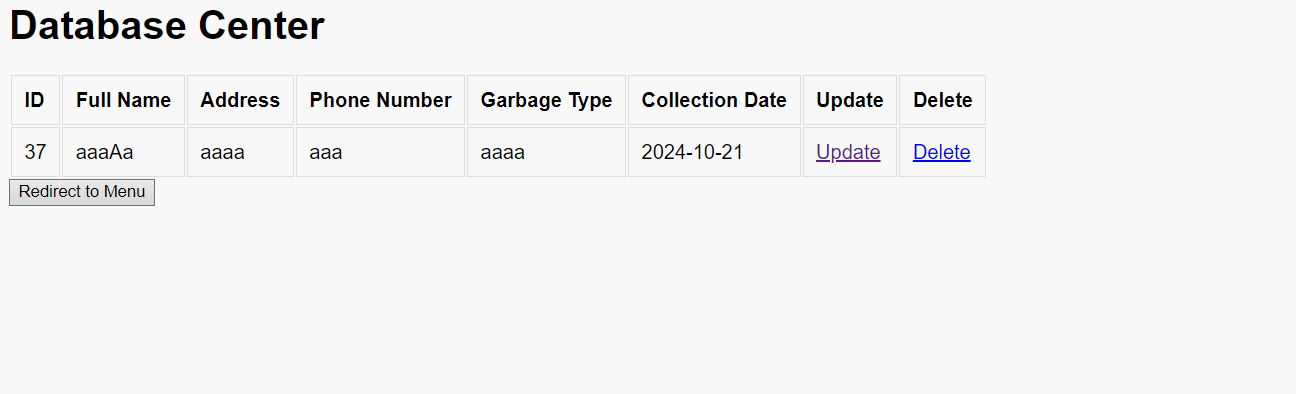 Database Center
ID Full Name Address Phone Number Garbage Type Collection Date Update Delete
37 aaaAa aaaa aaa aaaa 2024-10-21 Update Delete
Redirect to Menu